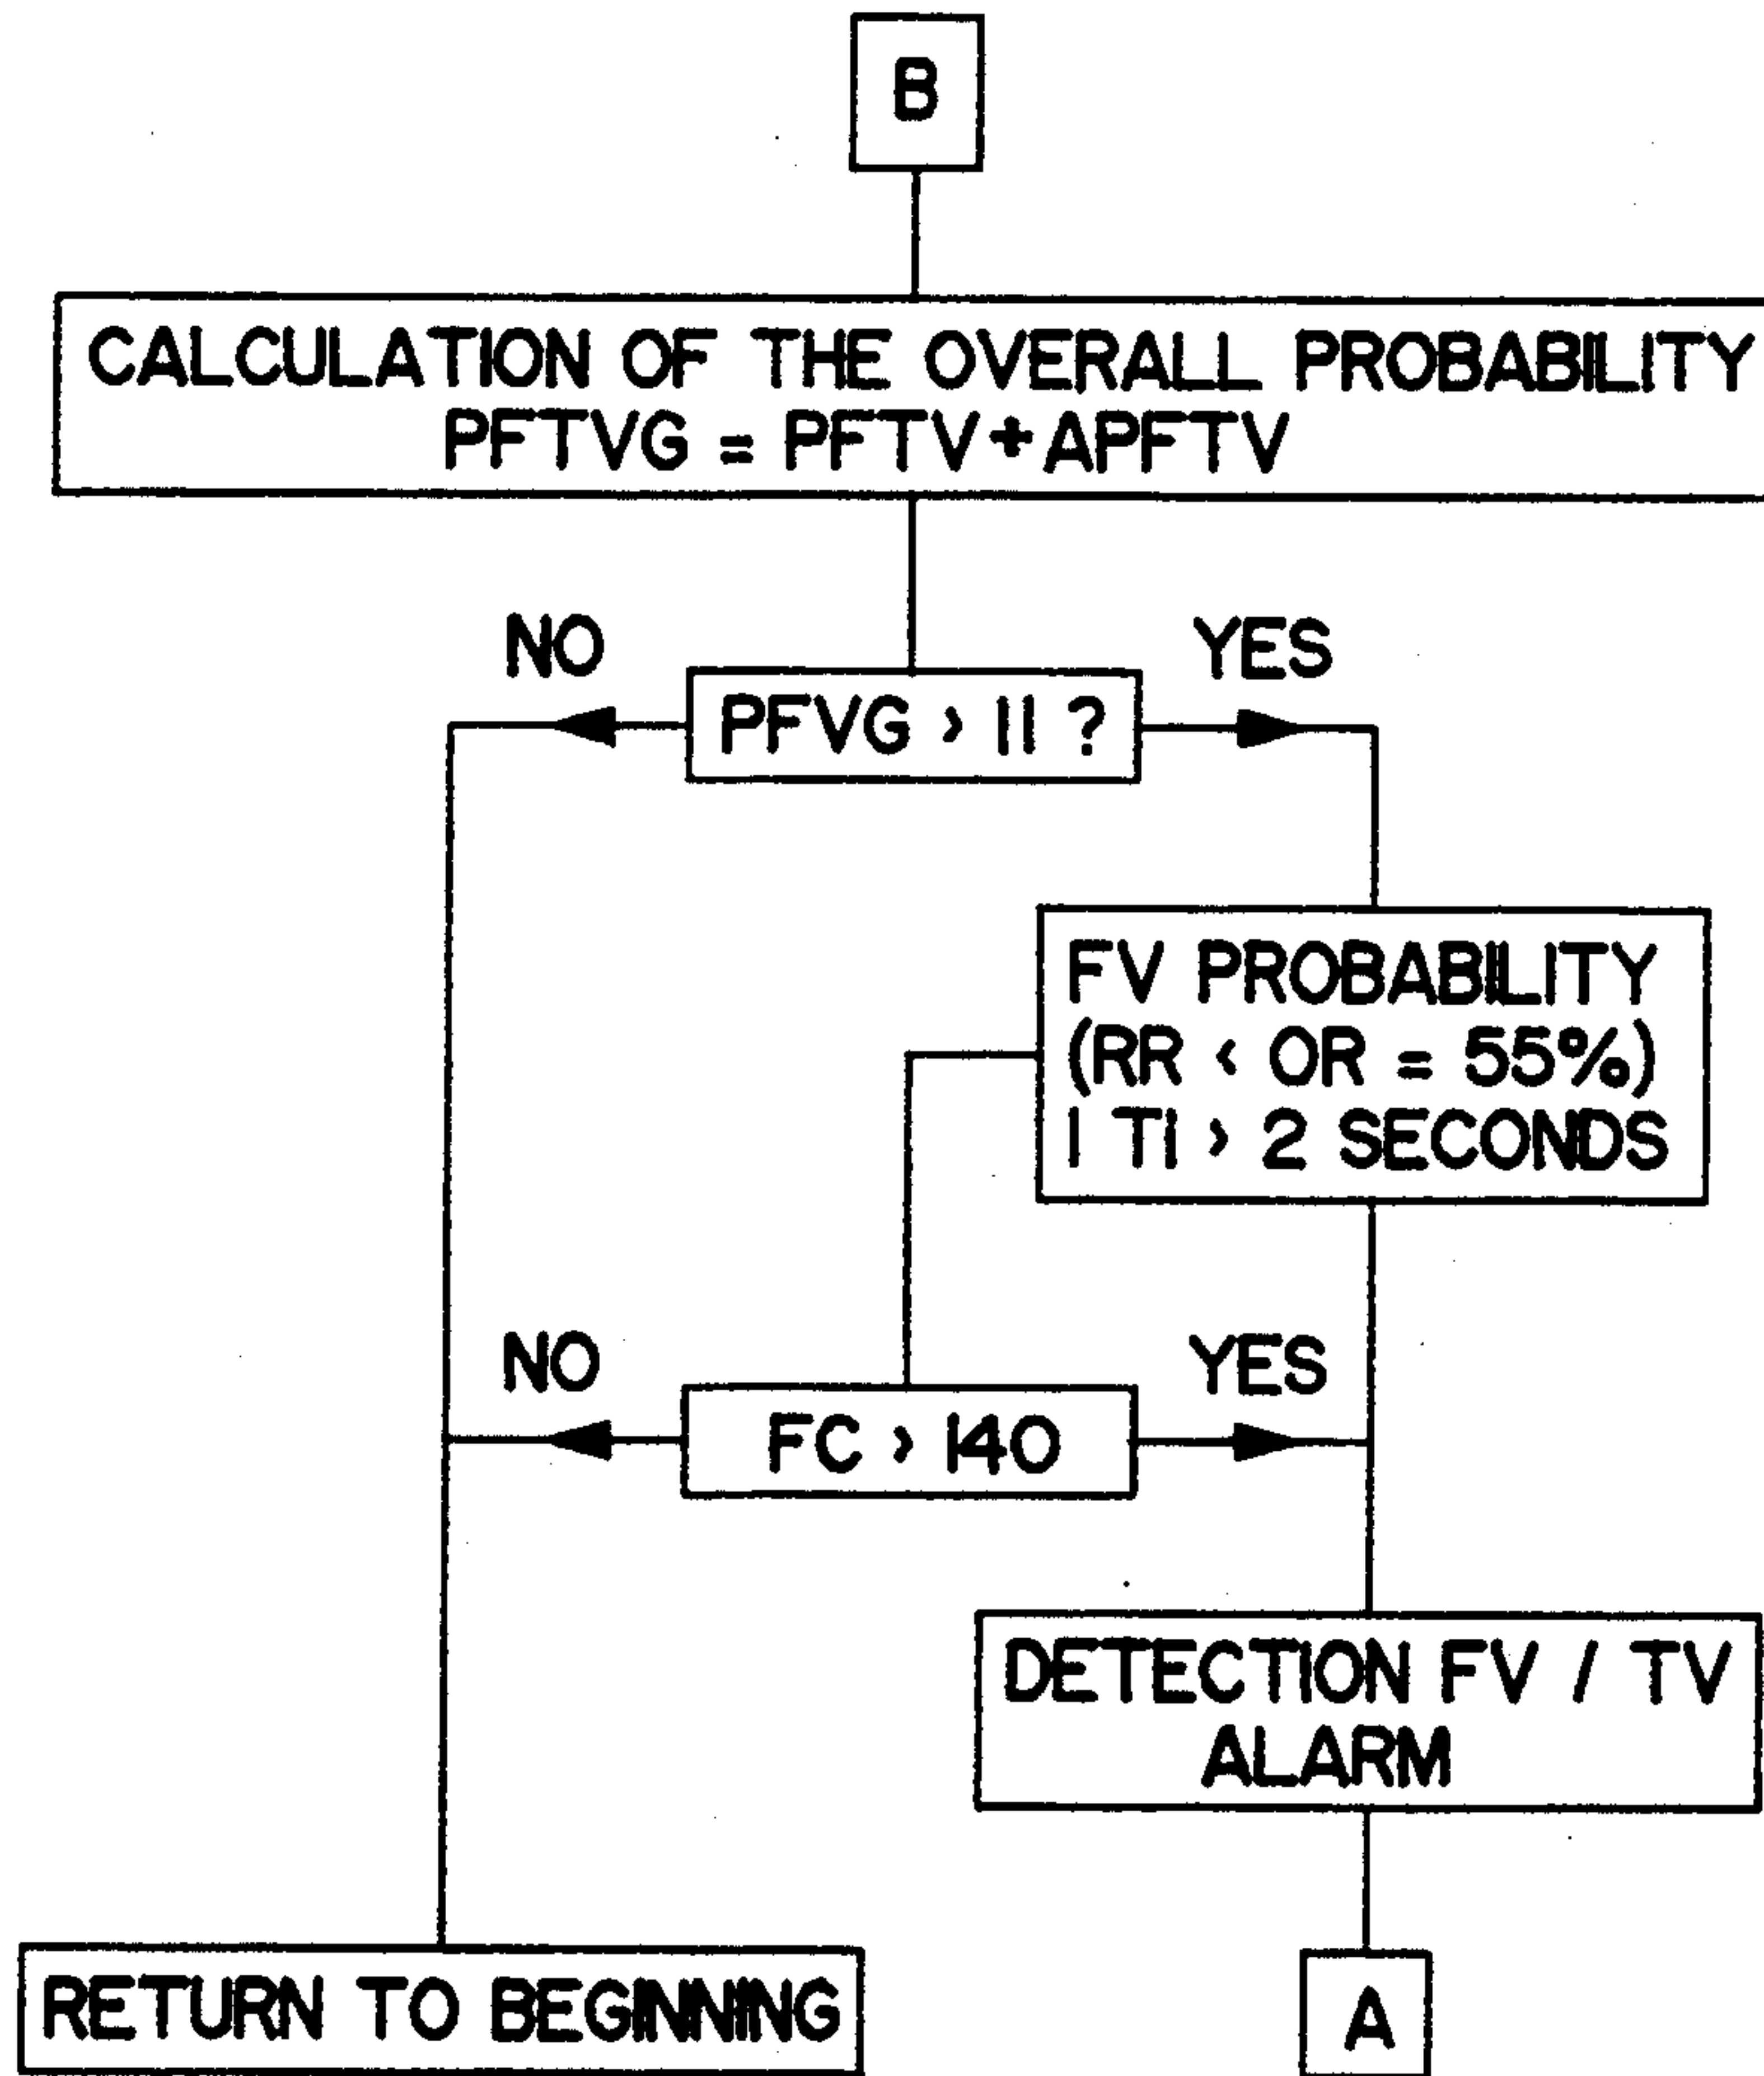 B
CALCULATION OF THE OVERALL PROBABILITY
PFTVG = PFTV+APFTV
NO
YES
PFVG > 11 ?
FV PROBABILITY
(RR < OR = 55%)
1 Ti > 2 SECONDS
NO
YES
FC > 140
DETECTION FV / TV
ALARM
RETURN TO BEGINNING
A